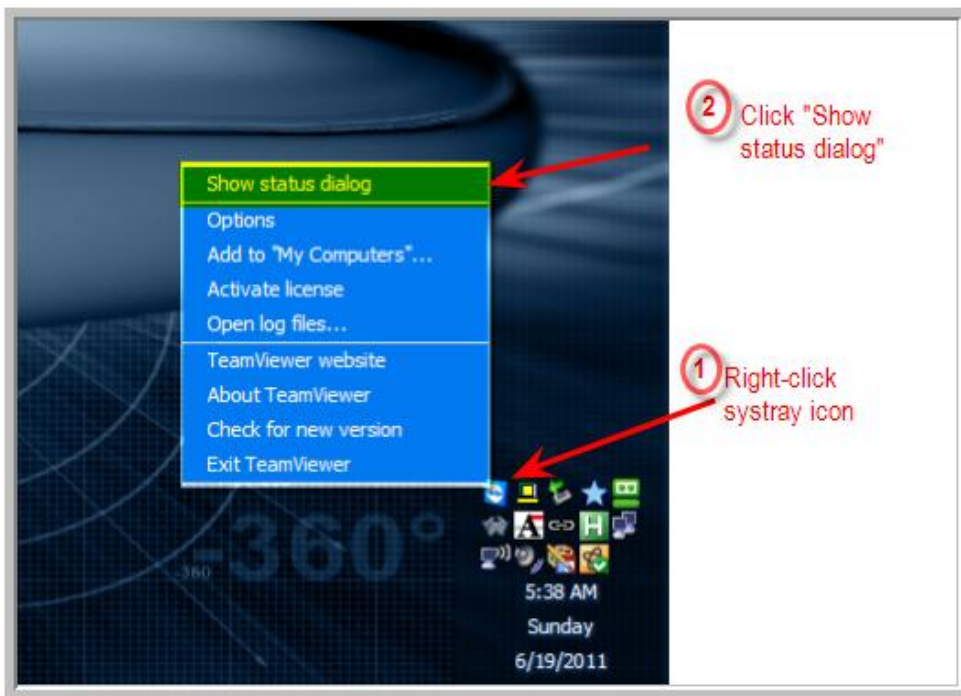 2
Click "Show
status dialog"
Show status dialog
Options
Add to "My Computers"...
Activate license
Open log files...
TeamViewer website
About TeamViewer
Check for new version
Exit TeamViewer
1
Right-click
systray icon
A
H
-360°
-360
5:38 AM
Sunday
6/19/2011